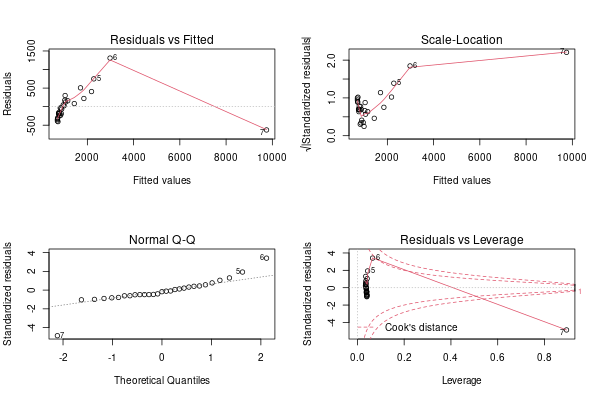 Residuals vs Fitted
Residuals
1500
500
-500
6
5
7
2000 4000 6000 8000 10000
Fitted values
Scale-Location
√|Standardized residuals|
2.0
1.0
0.0
7
6
5
2000 4000 6000 8000 10000
Fitted values
Normal Q-Q
Standardized residuals
4
2
0
-2
-4
6
5
7
-2 -1 0 1 2
Theoretical Quantiles
Residuals vs Leverage
Standardized residuals
4
2
0
-2
-4
6
5
1
7
Cook's distance
0.0 0.2 0.4 0.6 0.8
Leverage